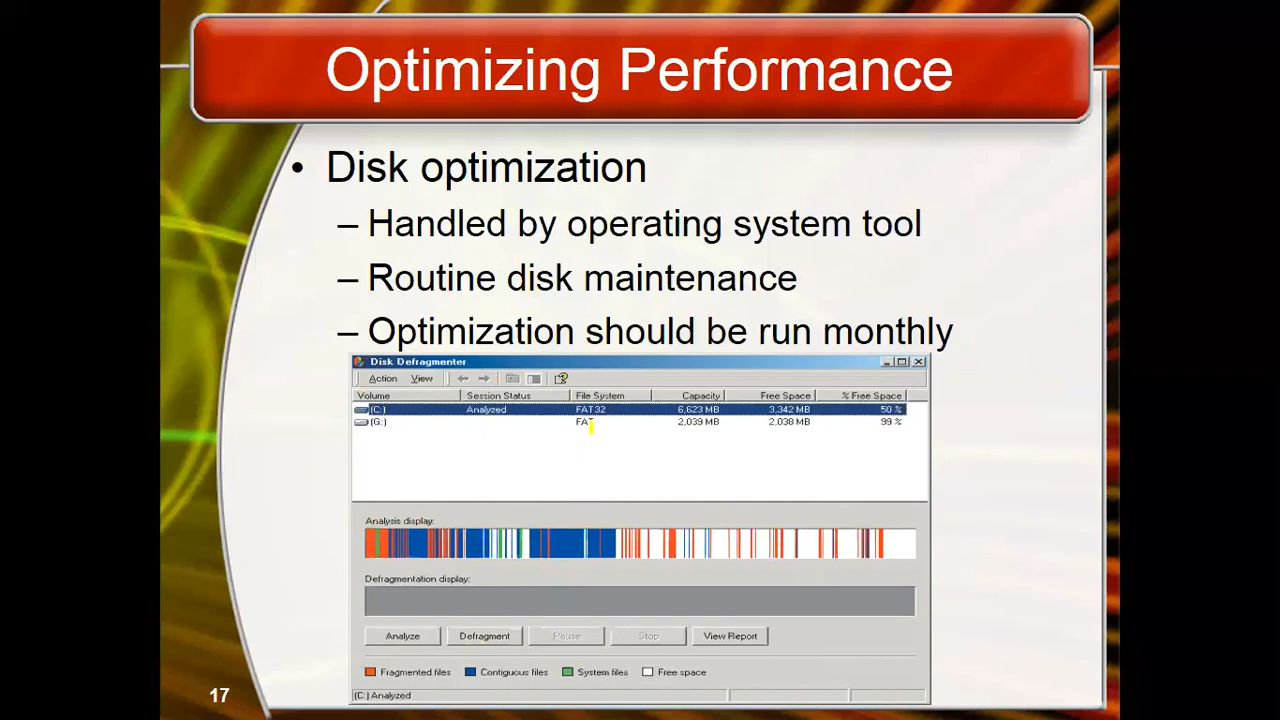 Optimizing Performance
• Disk optimization
– Handled by operating system tool
– Routine disk maintenance
– Optimization should be run monthly
Disk Defragmenter
Action View
Volume Session Status File System Capacity Free Space % Free Space
(C:) Analyzed FAT32 6,623 MB 3,342 MB 50 %
(G:) FA 2,039 MB 2,038 MB 99 %
Analysis display:
Defragmentation display:
Analyze Defragment Pause Stop View Report
Fragmented files Contiguous files System files Free space
(C:) Analyzed
17